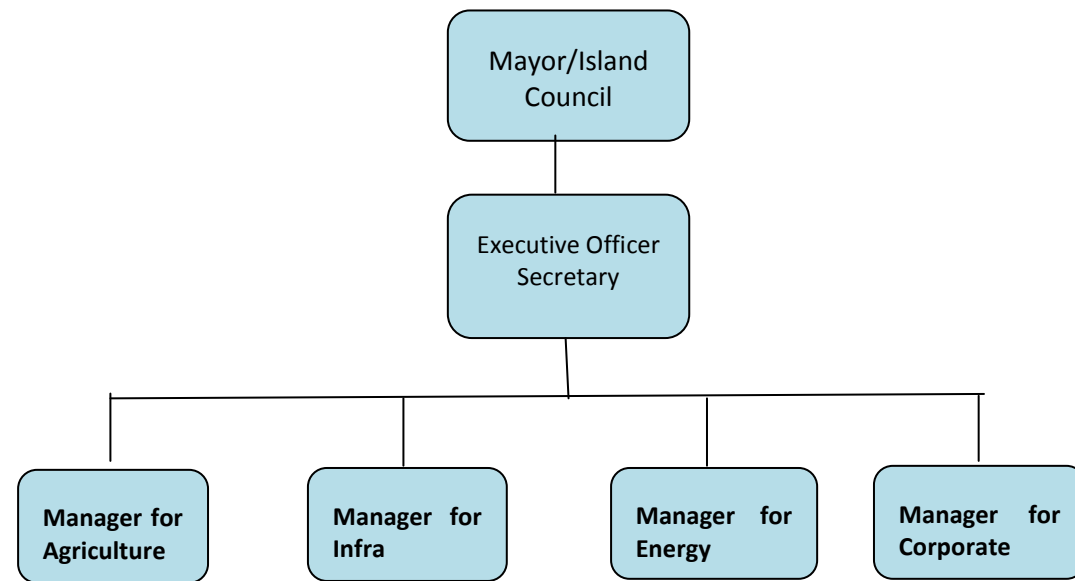 Mayor/Island
Council
Executive Officer
Secretary
Manager for
Agriculture
Manager for
Infra
Manager for
Energy
Manager for
Corporate